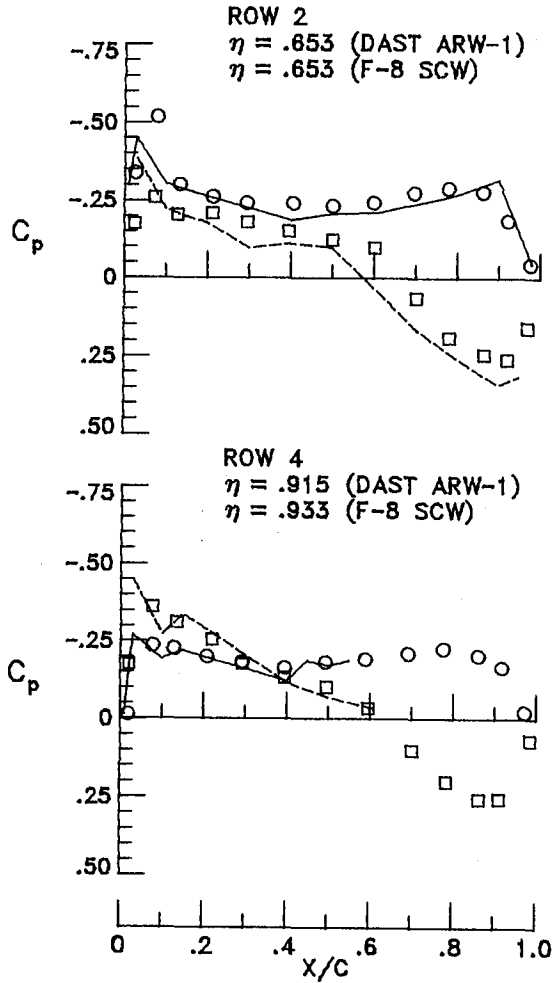 ROW 2
η = .653 (DAST ARW-1)
η = .653 (F-8 SCW)
-.75
-.50
-.25
0
.25
.50
Cp
ROW 4
η = .915 (DAST ARW-1)
η = .933 (F-8 SCW)
-.75
-.50
-.25
0
.25
.50
Cp
0 .2 .4 .6 .8 1.0
X/C